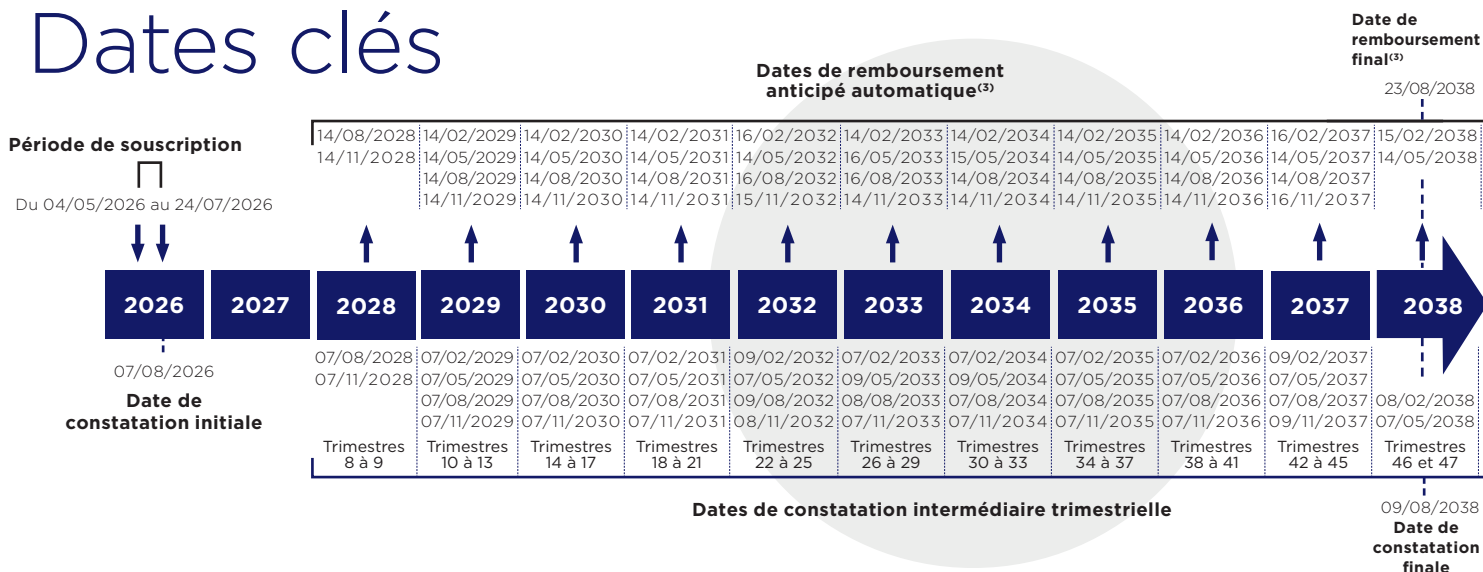 Dates clés
Date de
remboursement
final(3)
23/08/2038
Dates de remboursement
anticipé automatique(3)
Période de souscription
Du 04/05/2026 au 24/07/2026
14/08/2028 14/02/2029 14/02/2030 14/02/2031 16/02/2032 14/02/2033 14/02/2034 14/02/2035 14/02/2036 16/02/2037 15/02/2038
14/11/2028 14/05/2029 14/05/2030 14/05/2031 14/05/2032 16/05/2033 15/05/2034 14/05/2035 14/05/2036 14/05/2037 14/05/2038
14/08/2029 14/08/2030 14/08/2031 16/08/2032 16/08/2033 14/08/2034 14/08/2035 14/08/2036 14/08/2037
14/11/2029 14/11/2030 14/11/2031 15/11/2032 14/11/2033 14/11/2034 14/11/2035 14/11/2036 16/11/2037
2026 2027 2028 2029 2030 2031 2032 2033 2034 2035 2036 2037 2038
07/08/2026
Date de
constatation initiale
07/08/2028 07/02/2029 07/02/2030 07/02/2031 09/02/2032 07/02/2033 07/02/2034 07/02/2035 07/02/2036 09/02/2037
07/11/2028 07/05/2029 07/05/2030 07/05/2031 07/05/2032 09/05/2033 09/05/2034 07/05/2035 07/05/2036 07/05/2037
07/08/2029 07/08/2030 07/08/2031 09/08/2032 08/08/2033 07/08/2034 07/08/2035 07/08/2036 07/08/2037 08/02/2038
07/11/2029 07/11/2030 07/11/2031 08/11/2032 07/11/2033 07/11/2034 07/11/2035 07/11/2036 09/11/2037 07/05/2038
Trimestres Trimestres Trimestres Trimestres Trimestres Trimestres Trimestres Trimestres Trimestres Trimestres Trimestres
8 à 9 10 à 13 14 à 17 18 à 21 22 à 25 26 à 29 30 à 33 34 à 37 38 à 41 42 à 45 46 et 47
Dates de constatation intermédiaire trimestrielle
09/08/2038
Date de
constatation
finale